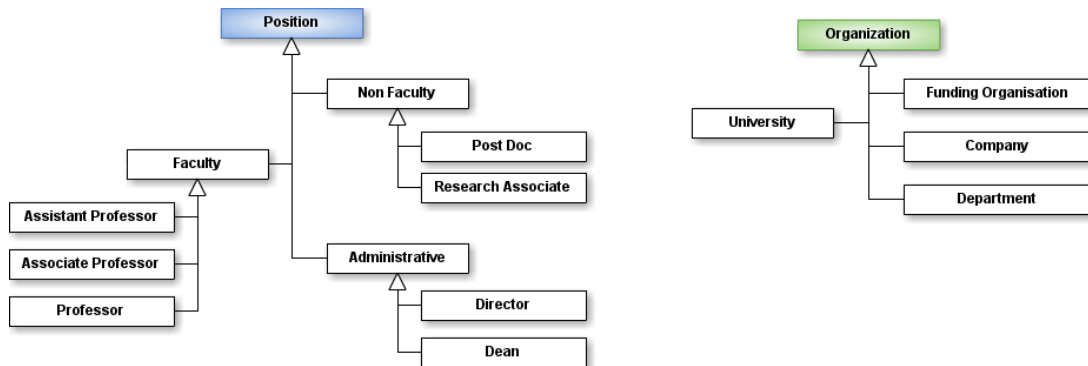 Position
Non Faculty
Post Doc
Faculty
Research Associate
Assistant Professor
Associate Professor
Administrative
Professor
Director
Dean
Organization
Funding Organisation
University
Company
Department